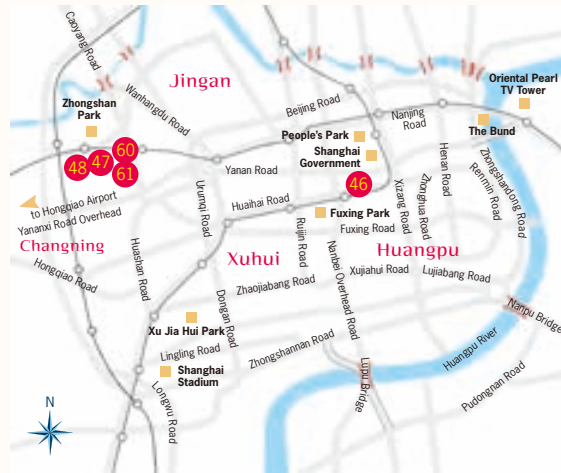 Caoyang Road
Jingan
Zhongshan
Park
Wanhangdu Road
Beijing Road
Nanjing
Road
Oriental Pearl
TV Tower
The Bund
People's Park
Shanghai
Government
60
47
48
61
46
Yanan Road
Henan Road
Zhongshandong
Road
Renmin Road
to Hongqiao Airport
Yananxi Road Overhead
Urumqi Road
Huaihai Road
Xizang Road
Zhonghua Road
Fuxing Park
Fuxing Road
Changning
Hongqiao Road
Huashan Road
Xuhui
Ruijin Road
Huangpu
Nanbei Overhead Road
Xujiahui Road
Lujiabang Road
Zhaojiabang Road
Dongan Road
Nanpu Bridge
Xu Jia Hui Park
Lingling Road
Zhongshannan Road
Shanghai
Stadium
Huangpu River
Lupu Bridge
Pudongnan Road
Longwu Road
N